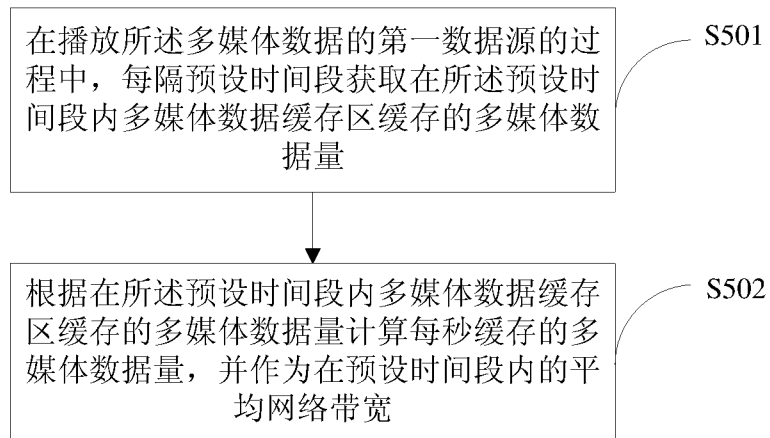 在播放所述多媒体数据的第一数据源的过
程中，每隔预设时间段获取在所述预设时
间段内多媒体数据缓存区缓存的多媒体数
据量
S501
根据在所述预设时间段内多媒体数据缓存
区缓存的多媒体数据量计算每秒缓存的多
媒体数据量，并作为在预设时间段内的平
均网络带宽
S502